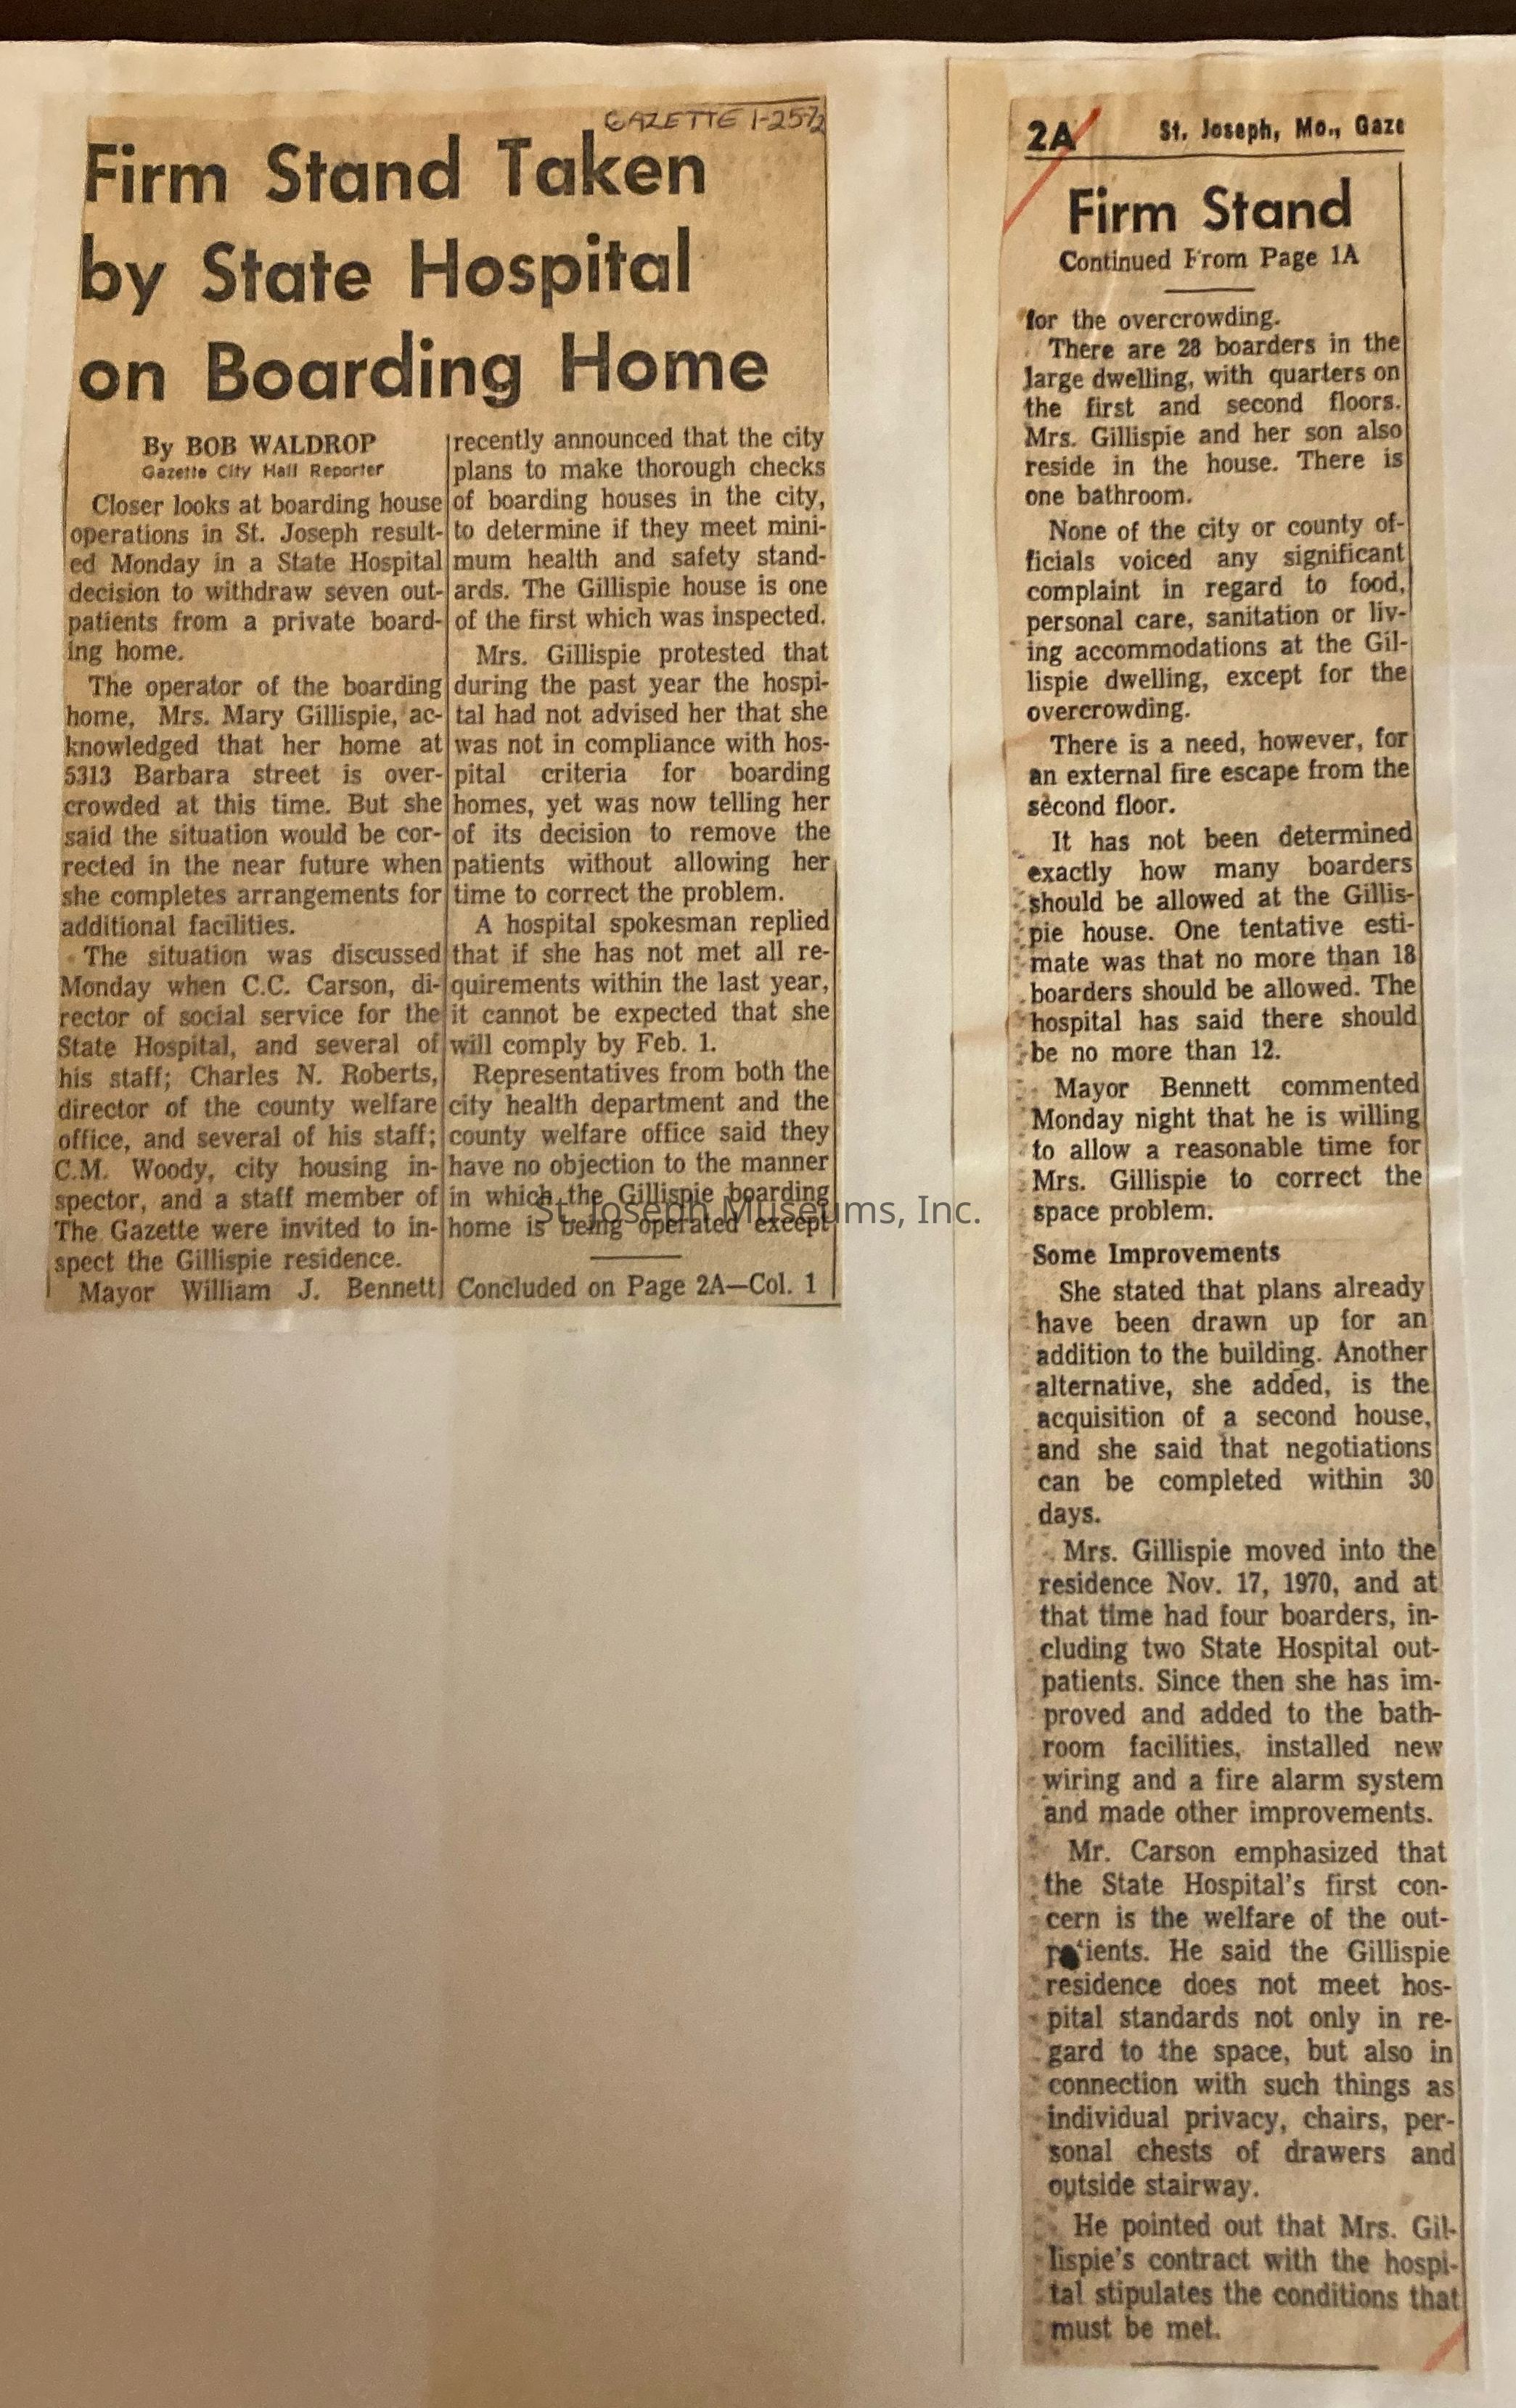 GAZETTE 1-25-72
Firm Stand Taken
by State Hospital
on Boarding Home
By BOB WALDROP
Gazette City Hall Reporter
Closer looks at boarding house
operations in St. Joseph result-
ed Monday in a State Hospital
decision to withdraw seven out-
patients from a private board-
ing home.
The operator of the boarding
home, Mrs. Mary Gillispie, ac-
knowledged that her home at
5313 Barbara street is over-
crowded at this time. But she
said the situation would be cor-
rected in the near future when
she completes arrangements for
additional facilities.
The situation was discussed
Monday when C.C. Carson, di-
rector of social service for the
State Hospital, and several of
his staff; Charles N. Roberts,
director of the county welfare
office, and several of his staff;
C.M. Woody, city housing in-
spector, and a staff member of
The Gazette were invited to in-
spect the Gillispie residence.
Mayor William J. Bennett
recently announced that the city
plans to make thorough checks
of boarding houses in the city,
to determine if they meet mini-
mum health and safety stand-
ards. The Gillispie house is one
of the first which was inspected.
Mrs. Gillispie protested that
during the past year the hospi-
tal had not advised her that she
was not in compliance with hos-
pital criteria for boarding
homes, yet was now telling her
of its decision to remove the
patients without allowing her
time to correct the problem.
A hospital spokesman replied
that if she has not met all re-
quirements within the last year,
it cannot be expected that she
will comply by Feb. 1.
Representatives from both the
city health department and the
county welfare office said they
have no objection to the manner
in which the Gillispie boarding
home is being operated except
Concluded on Page 2A—Col. 1
St. Joseph Museums, Inc.
2A St. Joseph, Mo., Gaze
Firm Stand
Continued From Page 1A
for the overcrowding.
There are 28 boarders in the
large dwelling, with quarters on
the first and second floors.
Mrs. Gillispie and her son also
reside in the house. There is
one bathroom.
None of the city or county of-
ficials voiced any significant
complaint in regard to food,
personal care, sanitation or liv-
ing accommodations at the Gil-
lispie dwelling, except for the
overcrowding.
There is a need, however, for
an external fire escape from the
second floor.
It has not been determined
exactly how many boarders
should be allowed at the Gillis-
pie house. One tentative esti-
mate was that no more than 18
boarders should be allowed. The
hospital has said there should
be no more than 12.
Mayor Bennett commented
Monday night that he is willing
to allow a reasonable time for
Mrs. Gillispie to correct the
space problem.
Some Improvements
She stated that plans already
have been drawn up for an
addition to the building. Another
alternative, she added, is the
acquisition of a second house,
and she said that negotiations
can be completed within 30
days.
Mrs. Gillispie moved into the
residence Nov. 17, 1970, and at
that time had four boarders, in-
cluding two State Hospital out-
patients. Since then she has im-
proved and added to the bath-
room facilities, installed new
wiring and a fire alarm system
and made other improvements.
Mr. Carson emphasized that
the State Hospital's first con-
cern is the welfare of the out-
patients. He said the Gillispie
residence does not meet hos-
pital standards not only in re-
gard to the space, but also in
connection with such things as
individual privacy, chairs, per-
sonal chests of drawers and
outside stairway.
He pointed out that Mrs. Gil-
lispie's contract with the hospi-
tal stipulates the conditions that
must be met.